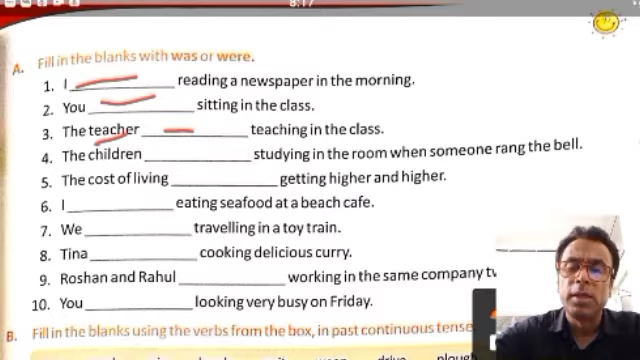 8:17
A. Fill in the blanks with was or were.
1. I ____________ reading a newspaper in the morning.
2. You ____________ sitting in the class.
3. The teacher ____________ teaching in the class.
4. The children ____________ studying in the room when someone rang the bell.
5. The cost of living ____________ getting higher and higher.
6. I ____________ eating seafood at a beach cafe.
7. We ____________ travelling in a toy train.
8. Tina ____________ cooking delicious curry.
9. Roshan and Rahul ____________ working in the same company
10. You ____________ looking very busy on Friday.
B. Fill in the blanks using the verbs from the box, in past continuous tense
drive